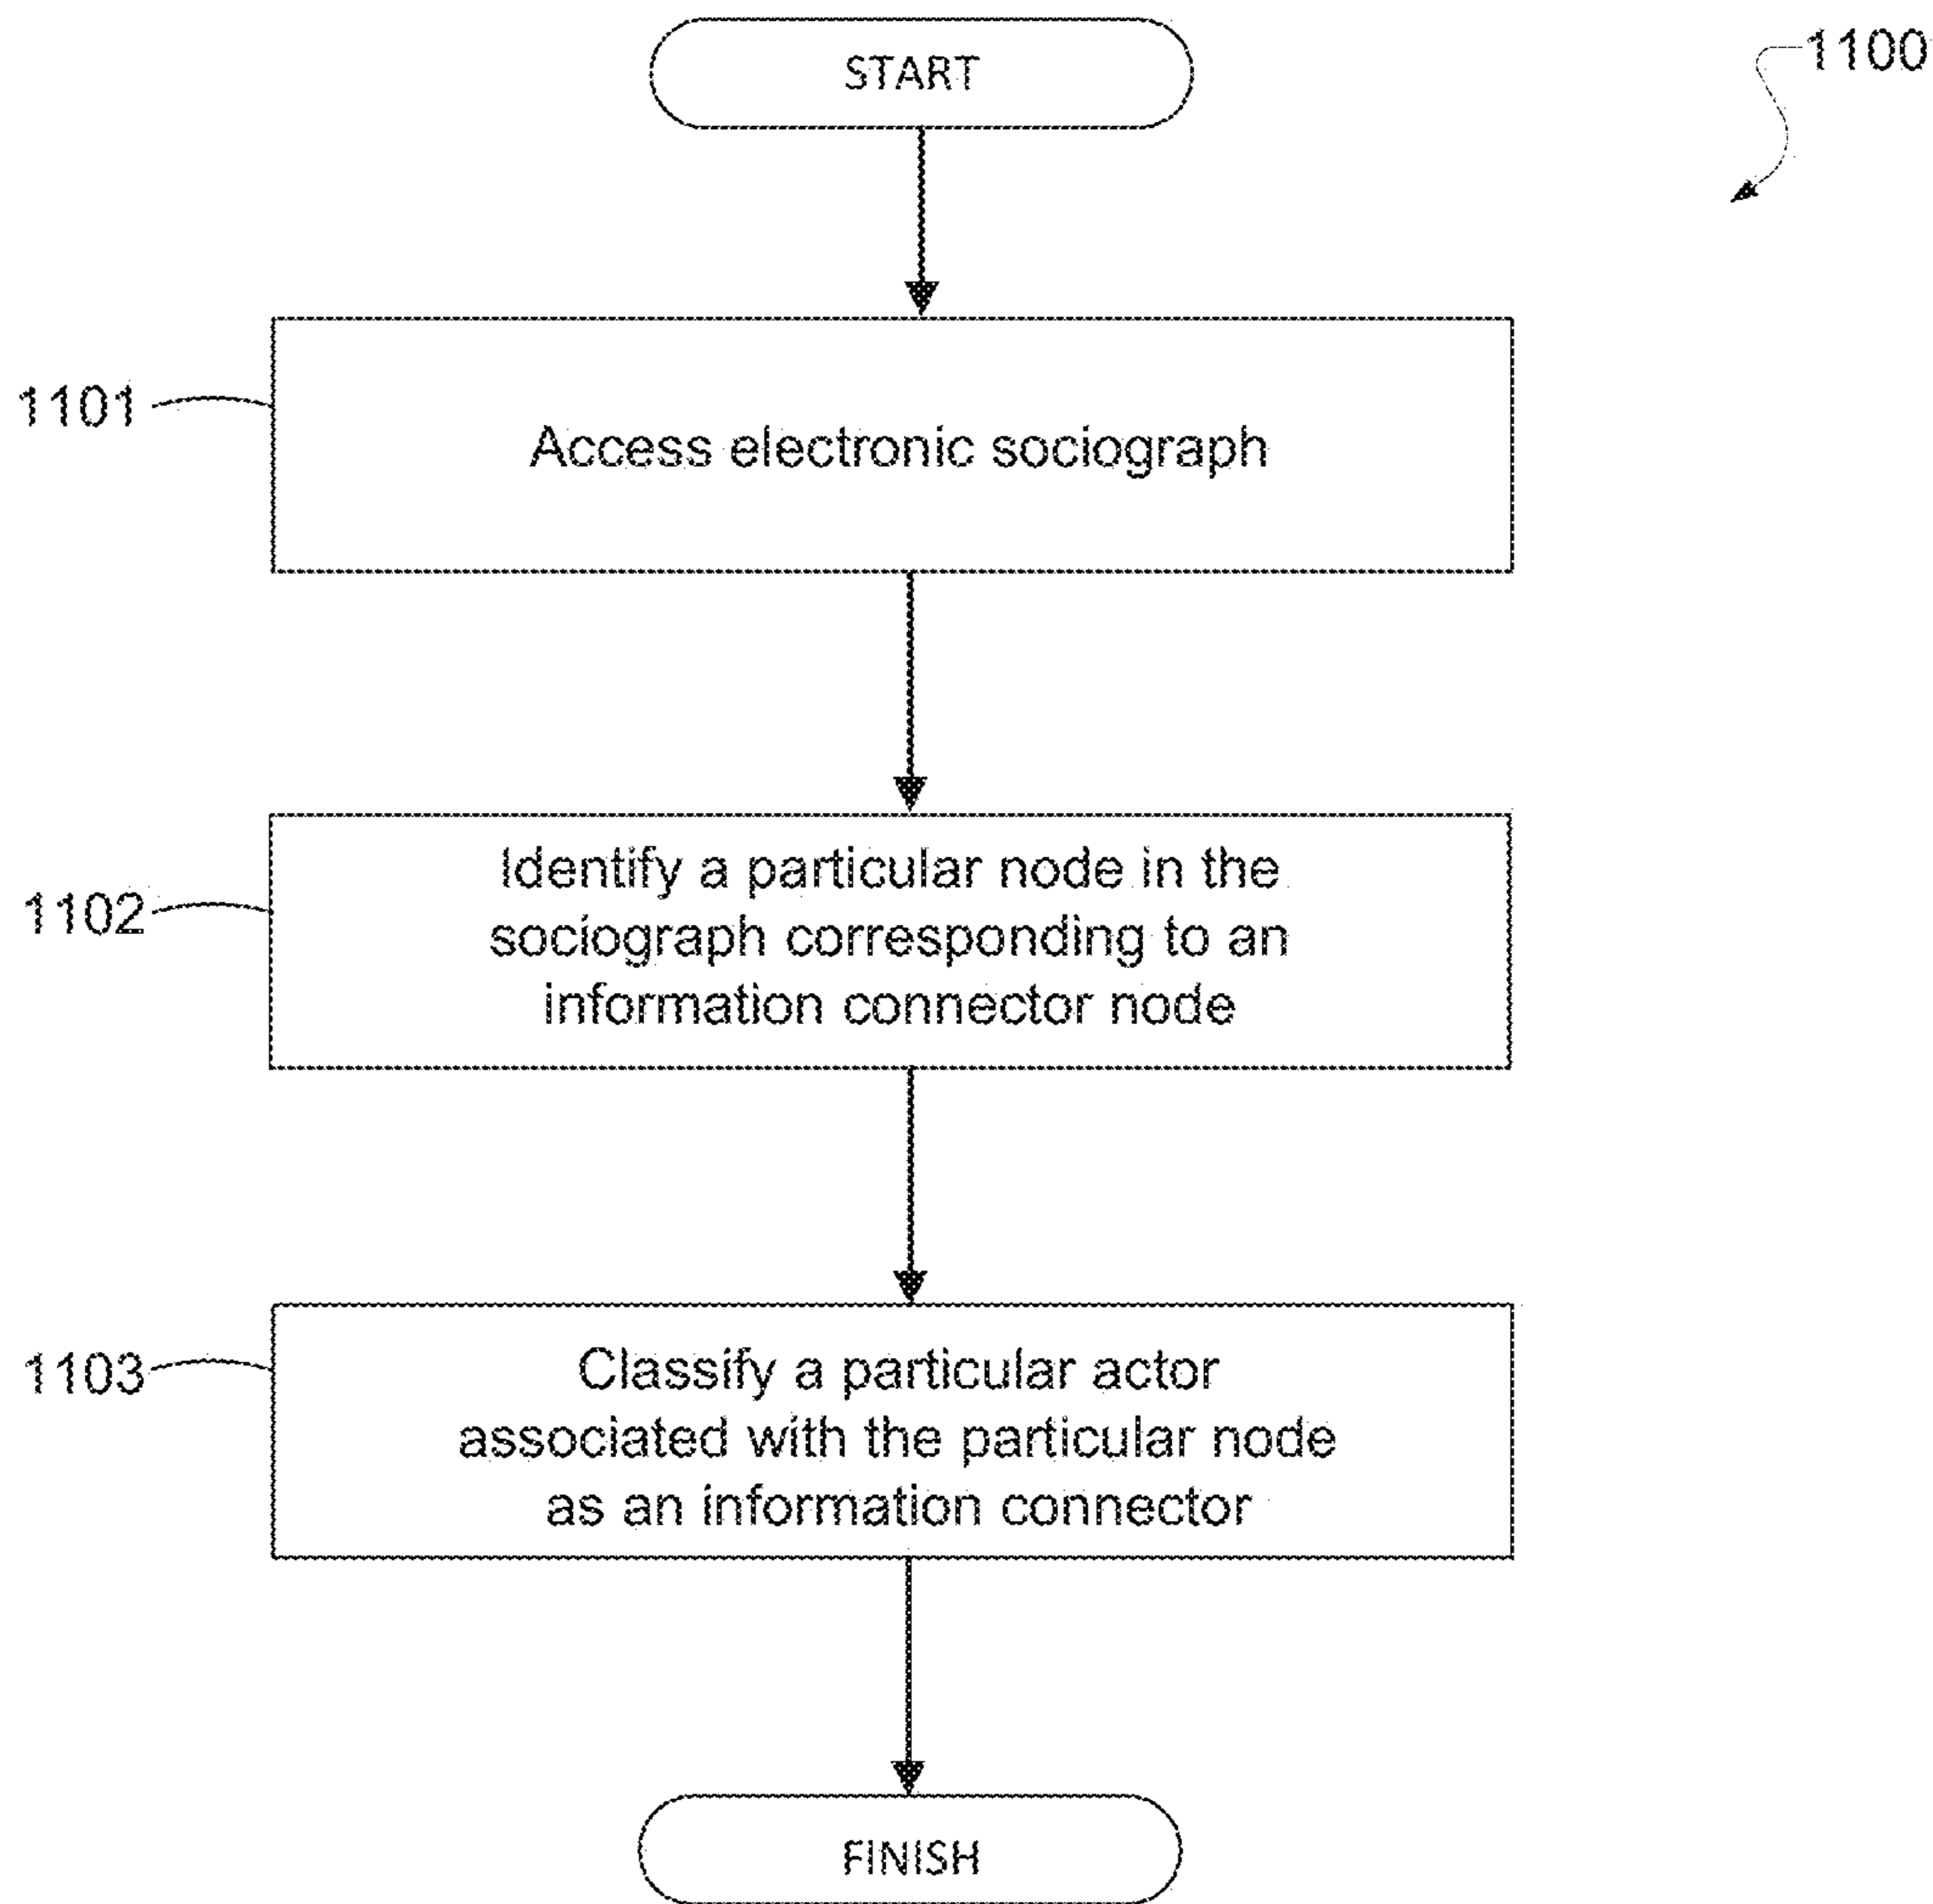 START
1100
1101
Access electronic sociograph
1102
Identify a particular node in the
sociograph corresponding to an
information connector node
1103
Classify a particular actor
associated with the particular node
as an information connector
FINISH